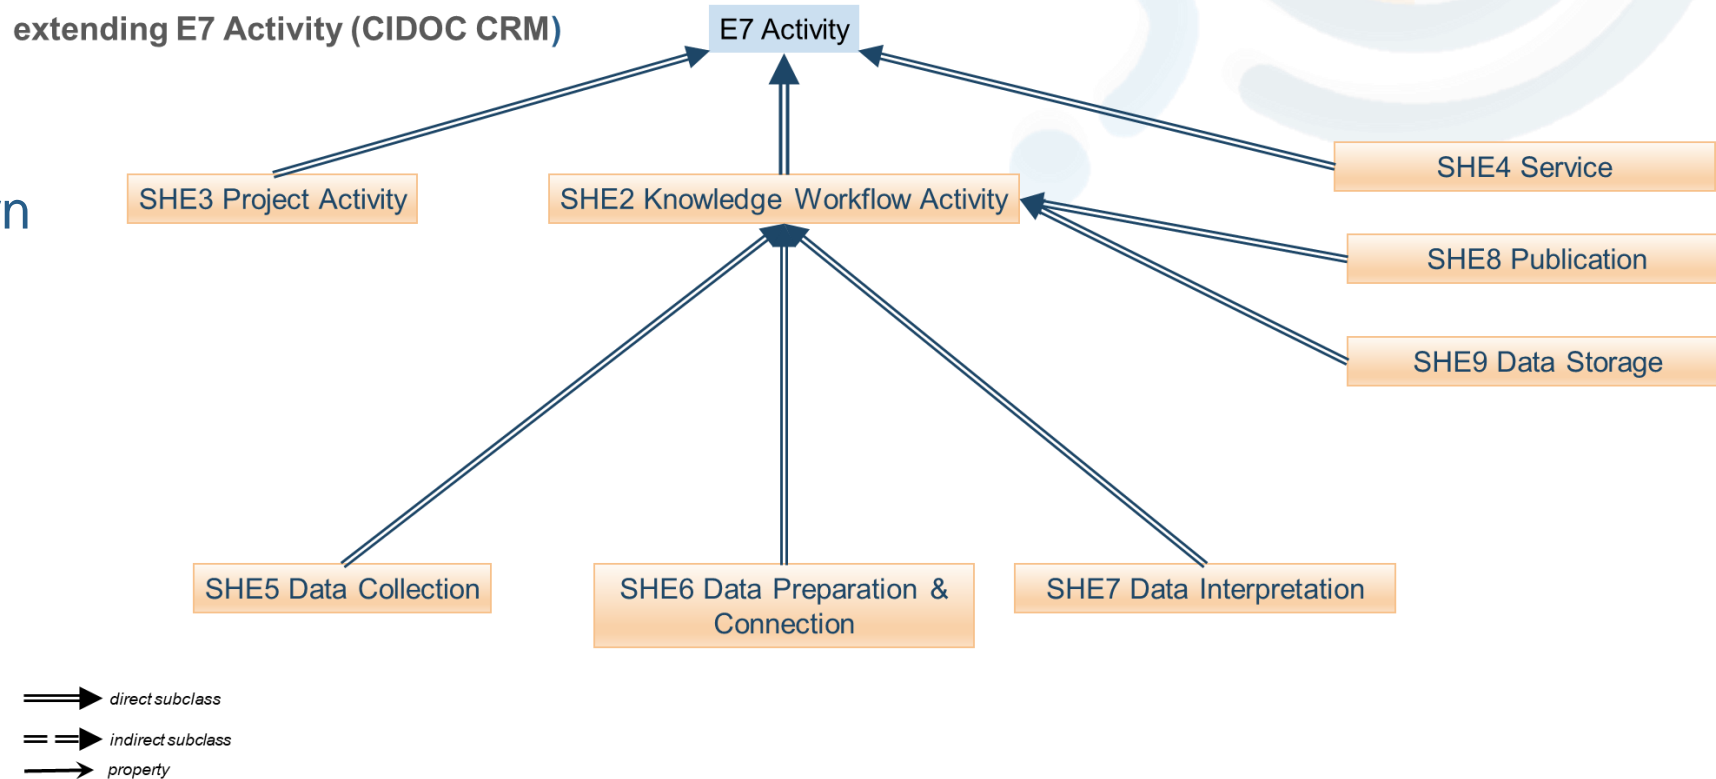 extending E7 Activity (CIDOC CRM)
E7 Activity
SHE4 Service
SHE3 Project Activity
SHE2 Knowledge Workflow Activity
SHE8 Publication
SHE9 Data Storage
SHE5 Data Collection
SHE6 Data Preparation &
Connection
SHE7 Data Interpretation
direct subclass
indirect subclass
property